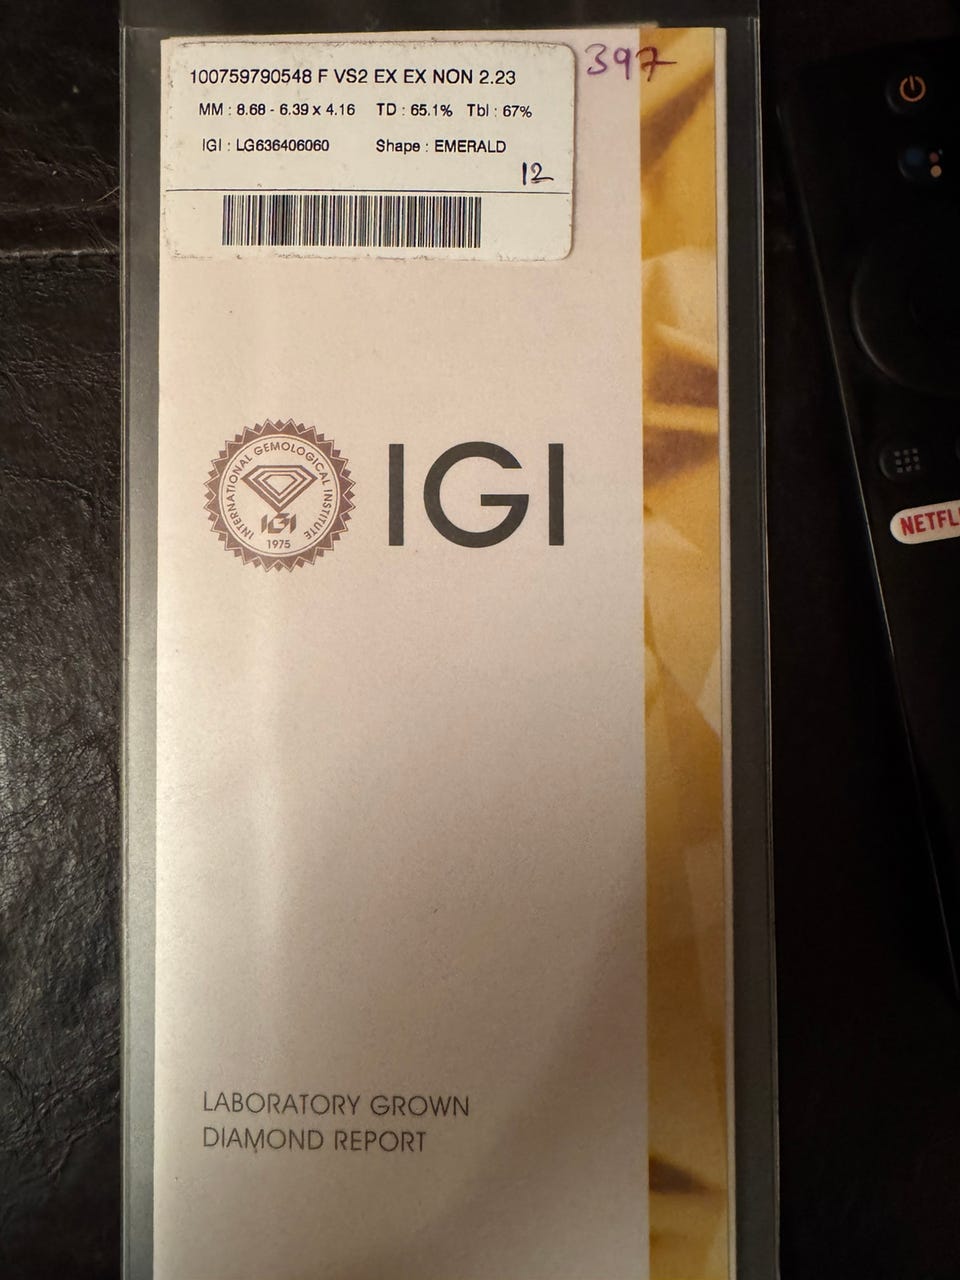 397
100759790548 F VS2 EX EX NON 2.23
MM : 8.68 - 6.39 x 4.16 TD : 65.1% Tbl : 67%
IGI : LG636406060 Shape : EMERALD
12
INTERNATIONAL GEMOLOGICAL INSTITUTE
IGI
1975
IGI
NETFL
LABORATORY GROWN
DIAMOND REPORT